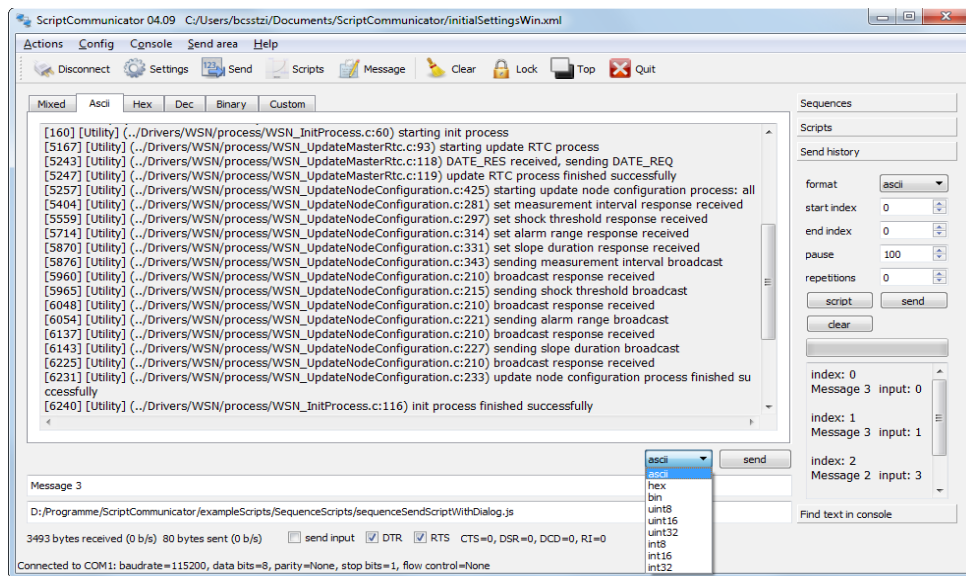 ScriptCommunicator 04.09   C:/Users/bcsstzi/Documents/ScriptCommunicator/initialSettingsWin.xml
Actions Config Console Send area Help
Disconnect Settings Send Scripts Message Clear Lock Top Quit
Mixed Ascii Hex Dec Binary Custom
[160] [Utility] (../Drivers/WSN/process/WSN_InitProcess.c:60) starting init process
[5167] [Utility] (../Drivers/WSN/process/WSN_UpdateMasterRtc.c:93) starting update RTC process
[5243] [Utility] (../Drivers/WSN/process/WSN_UpdateMasterRtc.c:118) DATE_RES received, sending DATE_REQ
[5247] [Utility] (../Drivers/WSN/process/WSN_UpdateMasterRtc.c:119) update RTC process finished successfully
[5257] [Utility] (../Drivers/WSN/process/WSN_UpdateNodeConfiguration.c:425) starting update node configuration process: all
[5404] [Utility] (../Drivers/WSN/process/WSN_UpdateNodeConfiguration.c:281) set measurement interval response received
[5559] [Utility] (../Drivers/WSN/process/WSN_UpdateNodeConfiguration.c:297) set shock threshold response received
[5714] [Utility] (../Drivers/WSN/process/WSN_UpdateNodeConfiguration.c:314) set alarm range response received
[5870] [Utility] (../Drivers/WSN/process/WSN_UpdateNodeConfiguration.c:331) set slope duration response received
[5876] [Utility] (../Drivers/WSN/process/WSN_UpdateNodeConfiguration.c:343) sending measurement interval broadcast
[5960] [Utility] (../Drivers/WSN/process/WSN_UpdateNodeConfiguration.c:210) broadcast response received
[5965] [Utility] (../Drivers/WSN/process/WSN_UpdateNodeConfiguration.c:215) sending shock threshold broadcast
[6048] [Utility] (../Drivers/WSN/process/WSN_UpdateNodeConfiguration.c:210) broadcast response received
[6054] [Utility] (../Drivers/WSN/process/WSN_UpdateNodeConfiguration.c:221) sending alarm range broadcast
[6137] [Utility] (../Drivers/WSN/process/WSN_UpdateNodeConfiguration.c:210) broadcast response received
[6143] [Utility] (../Drivers/WSN/process/WSN_UpdateNodeConfiguration.c:227) sending slope duration broadcast
[6225] [Utility] (../Drivers/WSN/process/WSN_UpdateNodeConfiguration.c:210) broadcast response received
[6231] [Utility] (../Drivers/WSN/process/WSN_UpdateNodeConfiguration.c:233) update node configuration process finished su
ccessfully
[6240] [Utility] (../Drivers/WSN/process/WSN_InitProcess.c:116) init process finished successfully
ascii send
ascii
hex
bin
uint8
uint16
uint32
int8
int16
int32
Message 3
D:/Programme/ScriptCommunicator/exampleScripts/SequenceScripts/sequenceSendScriptWithDialog.js
3493 bytes received (0 b/s) 80 bytes sent (0 b/s) send input DTR RTS CTS=0, DSR=0, DCD=0, RI=0
Connected to COM1: baudrate=115200, data bits=8, parity=None, stop bits=1, flow control=None
Sequences
Scripts
Send history
format ascii
start index 0
end index 0
pause 100
repetitions 0
script send
clear
index: 0
Message 3 input: 0
index: 1
Message 3 input: 1
index: 2
Message 2 input: 3
Find text in console